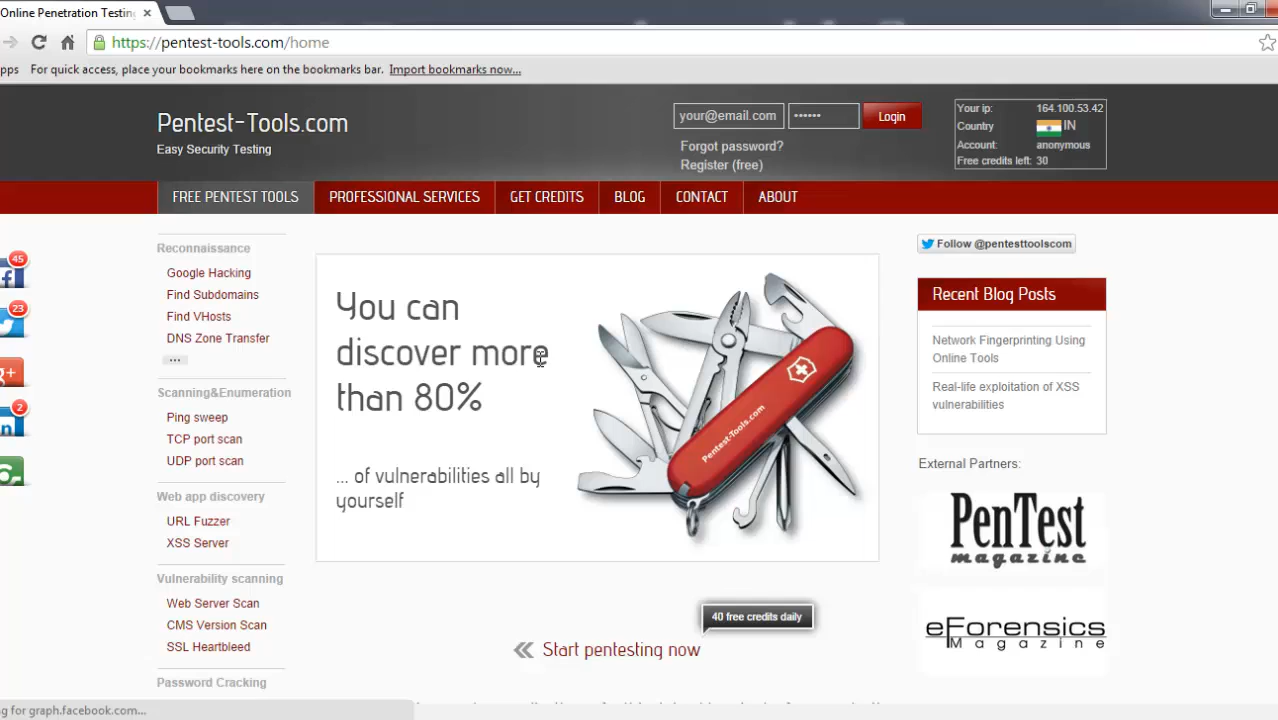 Online Penetration Testing
https://pentest-tools.com/home
pps For quick access, place your bookmarks here on the bookmarks bar. Import bookmarks now...
Pentest-Tools.com
Easy Security Testing
your@email.com
Login
Forgot password?
Register (free)
Your ip: 164.100.53.42
Country IN
Account: anonymous
Free credits left: 30
FREE PENTEST TOOLS PROFESSIONAL SERVICES GET CREDITS BLOG CONTACT ABOUT
45
23
2
Reconnaissance
Google Hacking
Find Subdomains
Find VHosts
DNS Zone Transfer
...
Scanning&Enumeration
Ping sweep
TCP port scan
UDP port scan
Web app discovery
URL Fuzzer
XSS Server
Vulnerability scanning
Web Server Scan
CMS Version Scan
SSL Heartbleed
Password Cracking
You can
discover more
than 80%
... of vulnerabilities all by
yourself
Pentest-Tools.com
40 free credits daily
Start pentesting now
Follow @pentesttoolscom
Recent Blog Posts
Network Fingerprinting Using
Online Tools
Real-life exploitation of XSS
vulnerabilities
External Partners:
PenTest
magazine
eForensics
Magazine
g for graph.facebook.com...